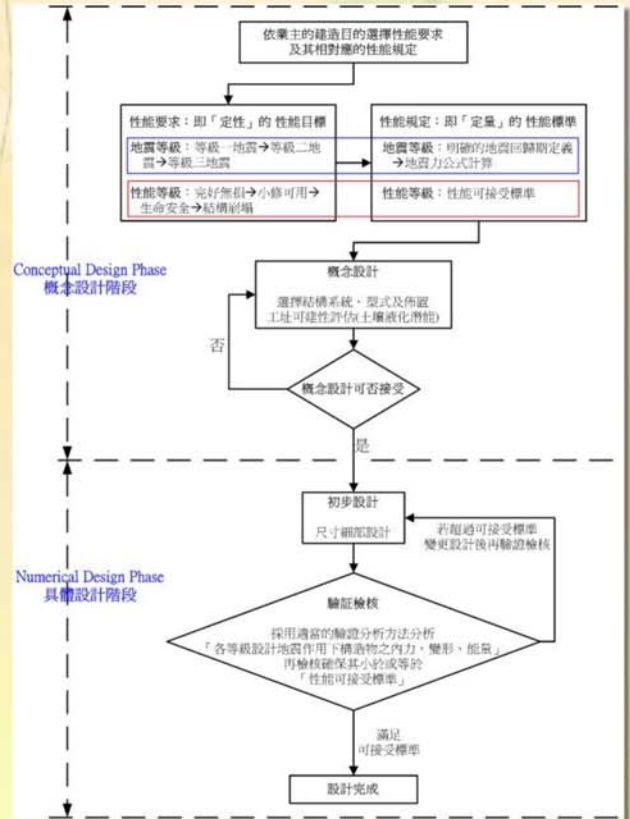 依業主的建造目的選擇性能要求
及其相對應的性能規定
性能要求：即「定性」的 性能目標
地震等級：等級一地震→等級二地
震→等級三地震
性能等級：完好無損→小修可用→
生命安全→結構崩塌
性能規定：即「定量」的 性能標準
地震等級：明確的地震回歸期定義
→地震力公式計算
性能等級：性能可接受標準
Conceptual Design Phase
概念設計階段
概念設計
選擇結構系統、型式及佈置
工址可建性評估(土壤液化潛能)
否
概念設計可否接受
是
Numerical Design Phase
具體設計階段
初步設計
尺寸細部設計
若超過可接受標準
變更設計後再驗證檢核
驗証檢核
採用適當的驗證分析方法分析
「各等級設計地震作用下構造物之內力，變形、能量」
再檢核確保其小於或等於
「性能可接受標準」
滿足
可接受標準
設計完成